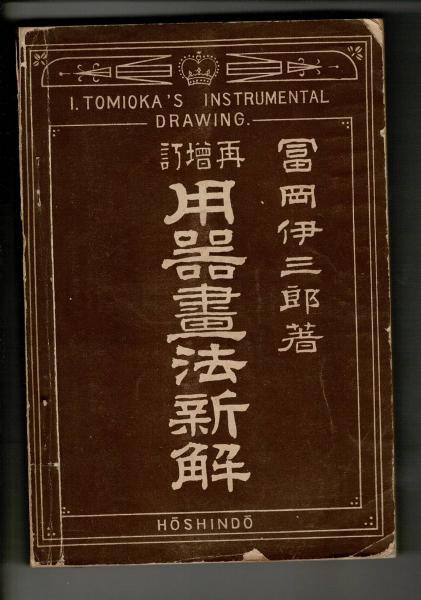 I. TOMIOKA'S INSTRUMENTAL
DRAWING.
冨岡伊三郎著
訂增再
用器畫法新解
HŌSHINDŌ